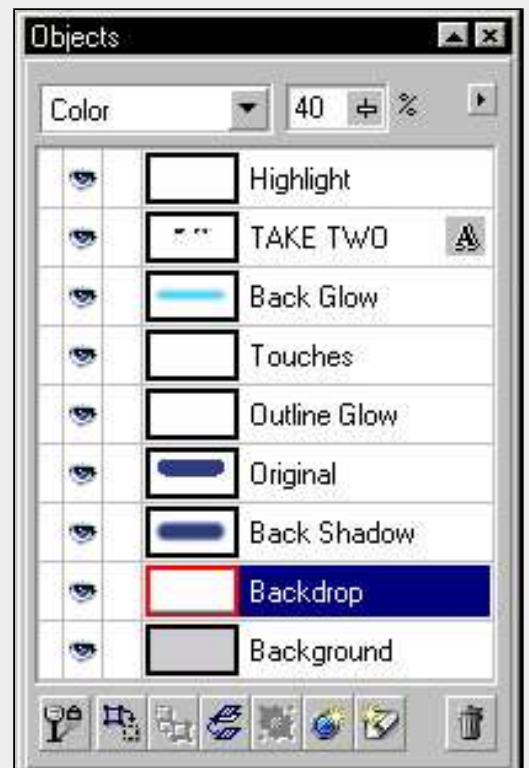 Objects
Color 40 %
Highlight
TAKE TWO A
Back Glow
Touches
Outline Glow
Original
Back Shadow
Backdrop
Background